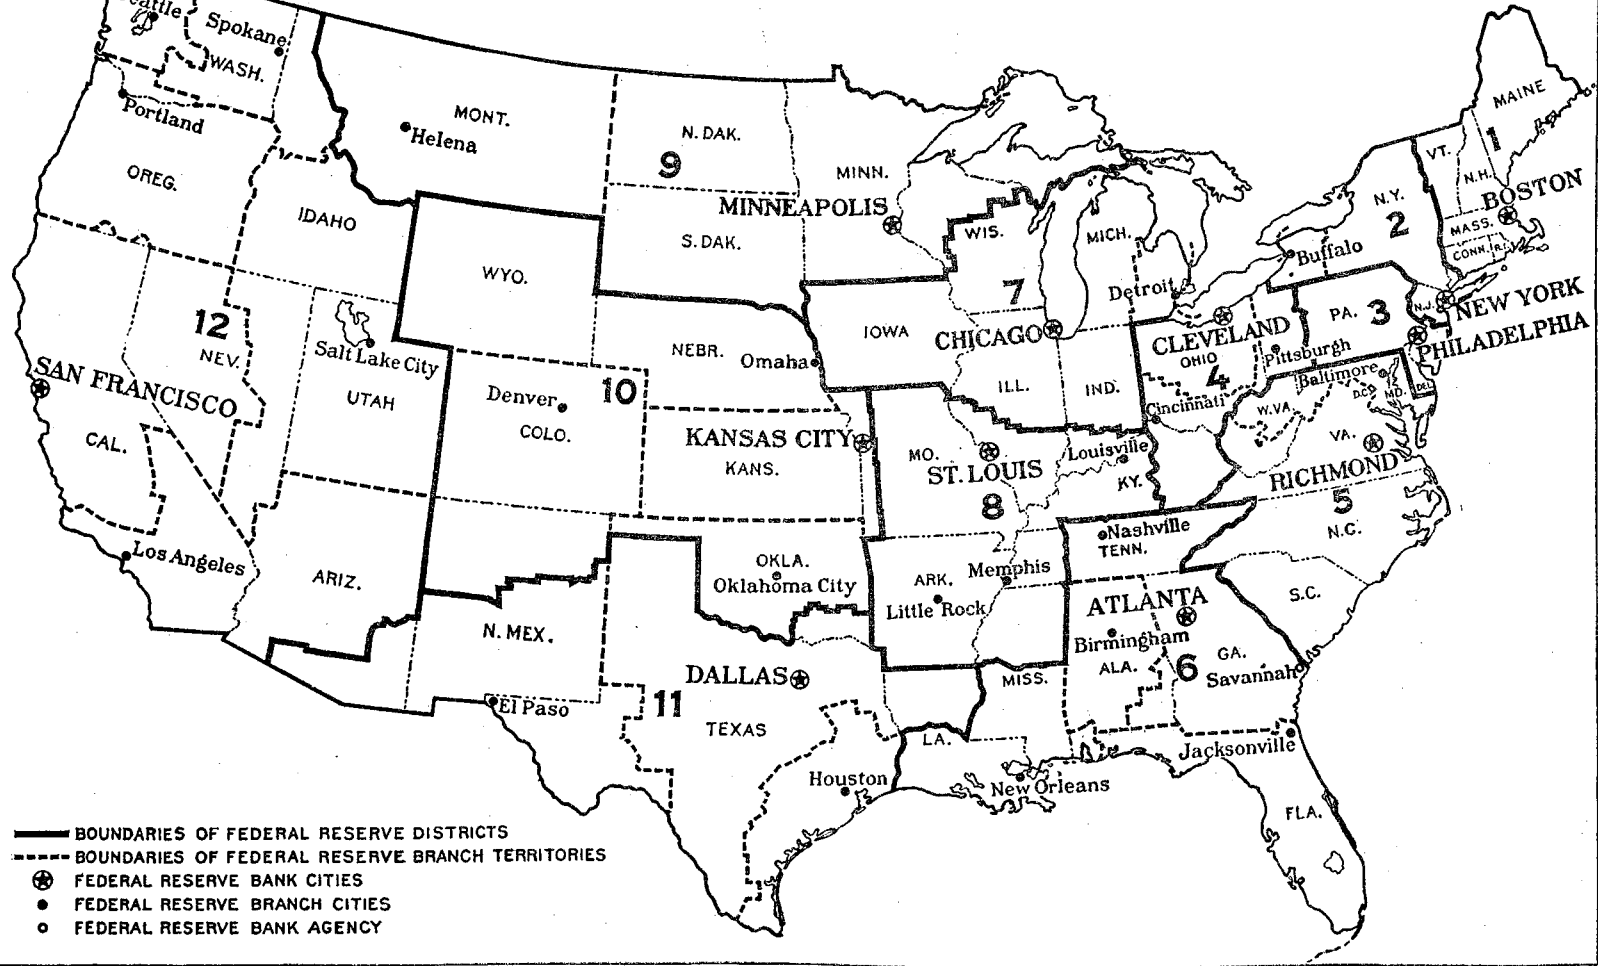 eattle
Spokane
WASH.
Portland
OREG.
MONT.
Helena
IDAHO
WYO.
N. DAK.
9
S. DAK.
MINN.
MINNEAPOLIS
WIS.
MICH.
7
Detroit
IOWA
CHICAGO
ILL.
IND.
12
NEV.
SAN FRANCISCO
CAL.
Los Angeles
Salt Lake City
UTAH
ARIZ.
NEBR.
Omaha
10
Denver
COLO.
KANSAS CITY
KANS.
MO.
ST. LOUIS
8
Louisville
KY.
CLEVELAND
OHIO
4
Cincinnati
Pittsburgh
PA.
3
PHILADELPHIA
N.J.
NEW YORK
N.Y.
2
Buffalo
VT.
N.H.
MAINE
1
BOSTON
MASS.
CONN.
R.I.
Baltimore
D.C.
MD.
DEL.
W.VA.
VA.
RICHMOND
5
N.C.
S.C.
Nashville
TENN.
Memphis
ARK.
Little Rock
OKLA.
Oklahoma City
N. MEX.
El Paso
DALLAS
11
TEXAS
Houston
LA.
New Orleans
MISS.
ATLANTA
Birmingham
ALA.
6
GA.
Savannah
Jacksonville
FLA.
BOUNDARIES OF FEDERAL RESERVE DISTRICTS
BOUNDARIES OF FEDERAL RESERVE BRANCH TERRITORIES
FEDERAL RESERVE BANK CITIES
FEDERAL RESERVE BRANCH CITIES
FEDERAL RESERVE BANK AGENCY